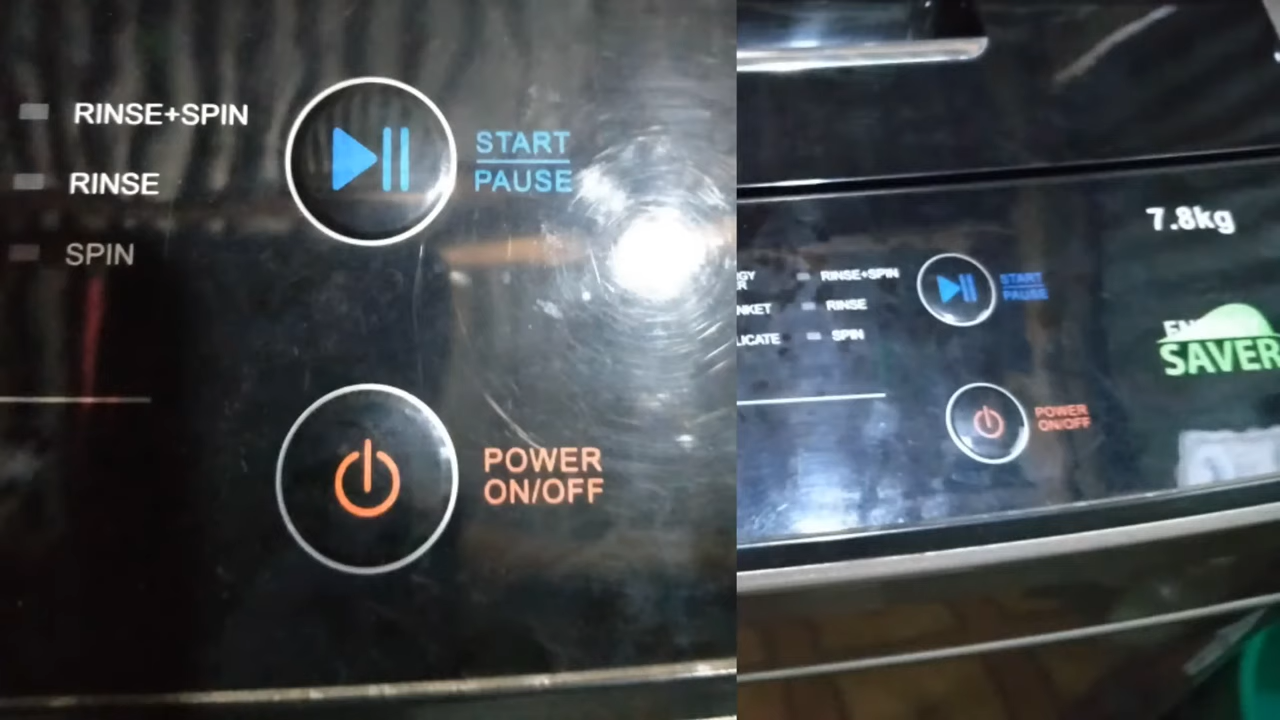 RINSE+SPIN
RINSE
SPIN
START
PAUSE
POWER
ON/OFF
7.8kg
RINSE+SPIN
RINSE
SPIN
START
PAUSE
POWER
ON/OFF
SAVER